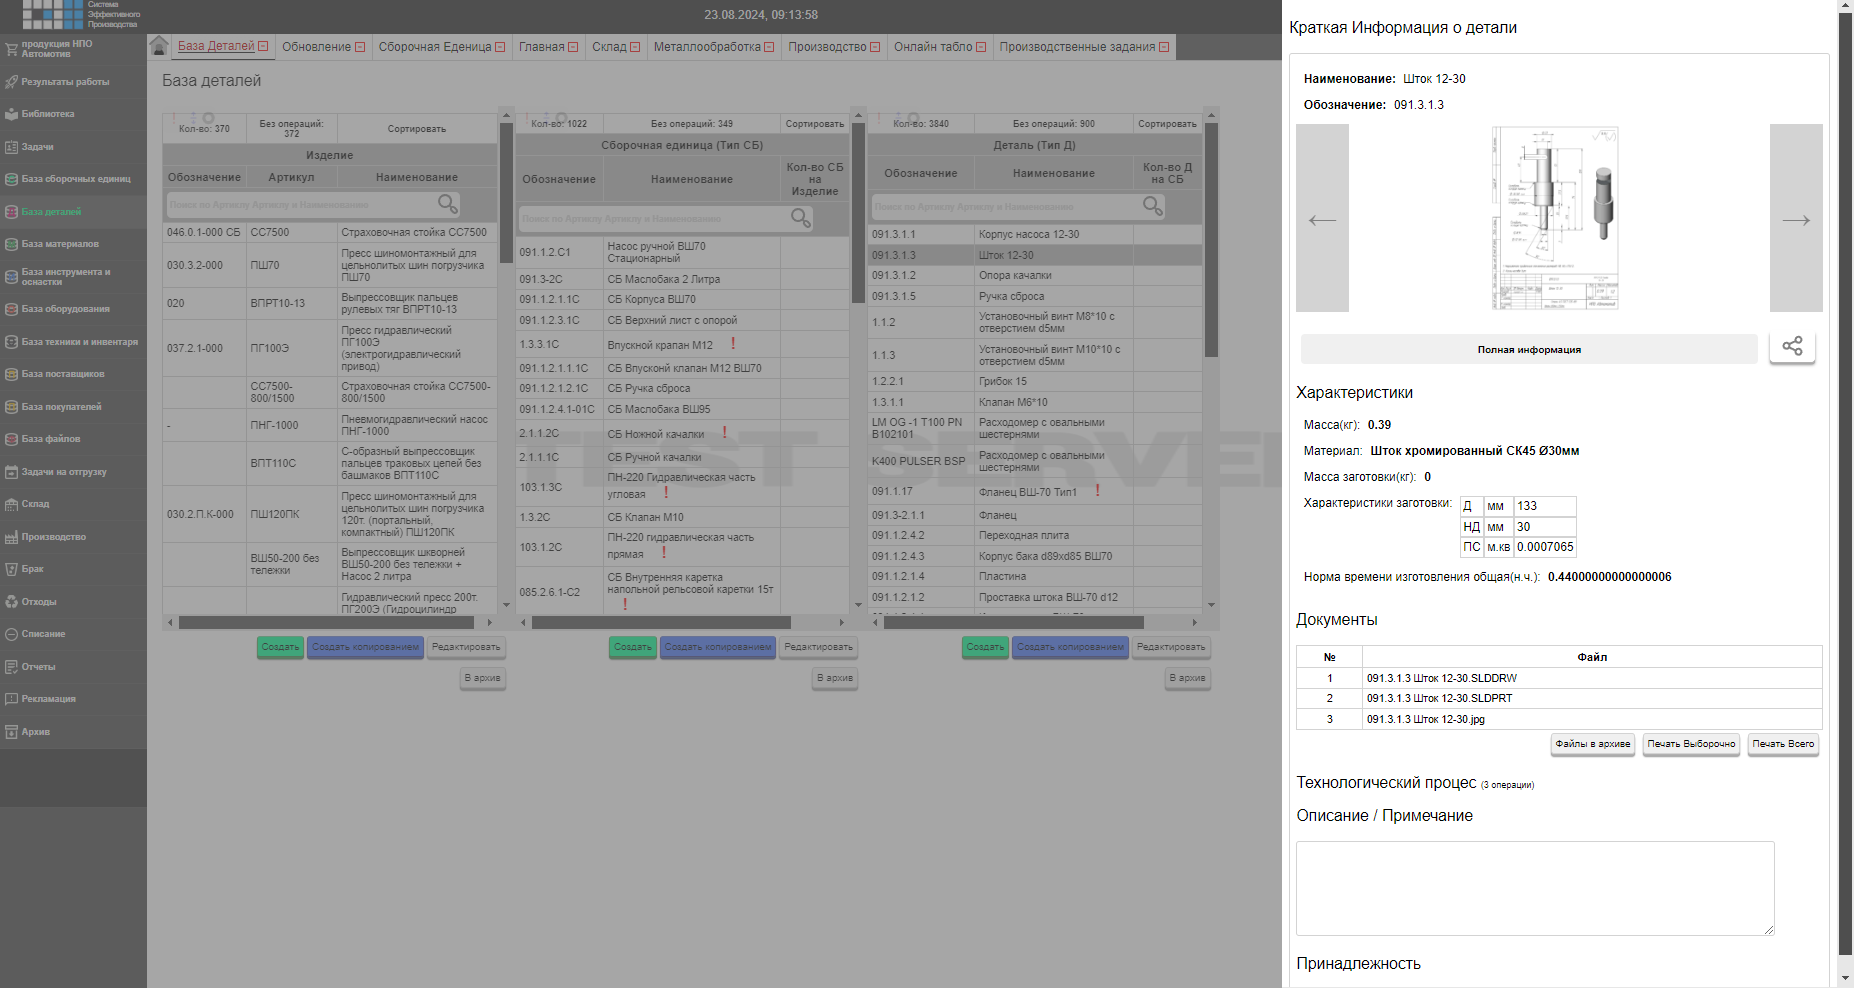 Система
Эффективного
Производства
23.08.2024, 09:13:58
продукция НПО
Автомотив
Результаты работы
Библиотека
Задачи
База сборочных единиц
База деталей
База материалов
База инструмента и
оснастки
База оборудования
База техники и инвентаря
База поставщиков
База покупателей
База файлов
Задачи на отгрузку
Склад
Производство
Брак
Отходы
Списание
Отчеты
Рекламация
Архив
База Деталей
Обновление
Сборочная Еденица
Главная
Склад
Металлообработка
Производство
Онлайн табло
Производственные задания
База деталей
Кол-во: 370
Без операций:
372
Сортировать
Изделие
Обозначение Артикул Наименование
Поиск по Артиклу Артиклу и Наименованию
046.0.1-000 СБ СС7500 Страховочная стойка СС7500
030.3.2-000 ПШ70 Пресс шиномонтажный для
цельнолитых шин погрузчика
ПШ70
020 ВПРТ10-13 Выпрессовщик пальцев
рулевых тяг ВПРТ10-13
037.2.1-000 ПГ100Э Пресс гидравлический
ПГ100Э
(электрогидравлический
привод)
СС7500-
800/1500
Страховочная стойка СС7500-
800/1500
- ПНГ-1000 Пневмогидравлический насос
ПНГ-1000
ВПТ110С С-образный выпрессовщик
пальцев траковых цепей без
башмаков ВПТ110С
030.2.П.К-000 ПШ120ПК Пресс шиномонтажный для
цельнолитых шин погрузчика
120т. (портальный,
компактный) ПШ120ПК
ВШ50-200 без
тележки
Выпрессовщик шкворней
ВШ50-200 без тележки +
Насос 2 литра
Гидравлический пресс 200т.
ПГ200Э (Гидроцилиндр
Создать Создать копированием Редактировать
В архив
Кол-во: 1022 Без операций: 349 Сортировать
Сборочная единица (Тип СБ)
Обозначение Наименование Кол-во СБ
на
Изделие
Поиск по Артиклу Артиклу и Наименованию
091.1.2.С1 Насос ручной ВШ70
Стационарный
091.3-2С СБ Маслобака 2 Литра
091.1.2.1.1С СБ Корпуса ВШ70
091.1.2.3.1С СБ Верхний лист с опорой
1.3.3.1С Впускной крапан М12 !
091.1.2.1.1.1С СБ Впусконй клапан М12 ВШ70
091.1.2.1.2.1С СБ Ручка сброса
091.1.2.4.1-01С СБ Маслобака ВШ95
2.1.1.2С СБ Ножной качалки !
2.1.1.1С СБ Ручной качалки
103.1.3С ПН-220 Гидравлическая часть
угловая !
1.3.2С СБ Клапан М10
103.1.2С ПН-220 гидравлическая часть
прямая !
085.2.6.1-С2 СБ Внутренняя каретка
напольной рельсовой каретки 15т
!
Создать Создать копированием Редактировать
В архив
Кол-во: 3840 Без операций: 900 Сортировать
Деталь (Тип Д)
Обозначение Наименование Кол-во Д
на СБ
Поиск по Артиклу Артиклу и Наименованию
091.3.1.1 Корпус насоса 12-30
091.3.1.3 Шток 12-30
091.3.1.2 Опора качалки
091.3.1.5 Ручка сброса
1.1.2 Установочный винт М8*10 с
отверстием d5мм
1.1.3 Установочный винт М10*10 с
отверстием d5мм
1.2.2.1 Грибок 15
1.3.1.1 Клапан М6*10
LM OG -1 T100 PN
B102101
Расходомер с овальными
шестернями
K400 PULSER BSP Расходомер с овальными
шестернями
091.1.17 Фланец ВШ-70 Тип1 !
091.3-2.1.1 Фланец
091.1.2.4.2 Переходная плита
091.1.2.4.3 Корпус бака d89xd85 ВШ70
091.1.2.1.4 Пластина
091.1.2.1.2 Проставка штока ВШ-70 d12
Создать Создать копированием Редактировать
В архив
TEST SERVER
Краткая Информация о детали
Наименование: Шток 12-30
Обозначение: 091.3.1.3
Полная информация
Характеристики
Масса(кг): 0.39
Материал: Шток хромированный СК45 Ø30мм
Масса заготовки(кг): 0
Характеристики заготовки:
Д мм 133
НД мм 30
ПС м.кв 0.0007065
Норма времени изготовления общая(н.ч.): 0.44000000000000006
Документы
№ Файл
1 091.3.1.3 Шток 12-30.SLDDRW
2 091.3.1.3 Шток 12-30.SLDPRT
3 091.3.1.3 Шток 12-30.jpg
Файлы в архиве Печать Выборочно Печать Всего
Технологический процес (3 операции)
Описание / Примечание
Принадлежность